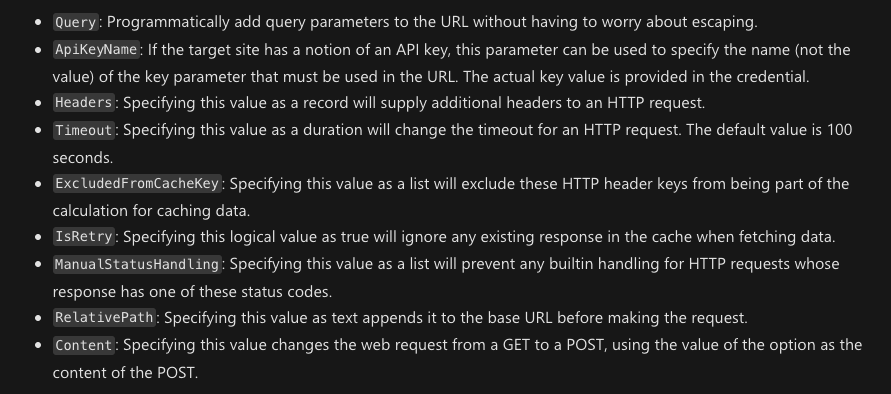 • Query: Programmatically add query parameters to the URL without having to worry about escaping.
• ApiKeyName: If the target site has a notion of an API key, this parameter can be used to specify the name (not the
value) of the key parameter that must be used in the URL. The actual key value is provided in the credential.
• Headers: Specifying this value as a record will supply additional headers to an HTTP request.
• Timeout: Specifying this value as a duration will change the timeout for an HTTP request. The default value is 100
seconds.
• ExcludedFromCacheKey: Specifying this value as a list will exclude these HTTP header keys from being part of the
calculation for caching data.
• IsRetry: Specifying this logical value as true will ignore any existing response in the cache when fetching data.
• ManualStatusHandling: Specifying this value as a list will prevent any builtin handling for HTTP requests whose
response has one of these status codes.
• RelativePath: Specifying this value as text appends it to the base URL before making the request.
• Content: Specifying this value changes the web request from a GET to a POST, using the value of the option as the
content of the POST.